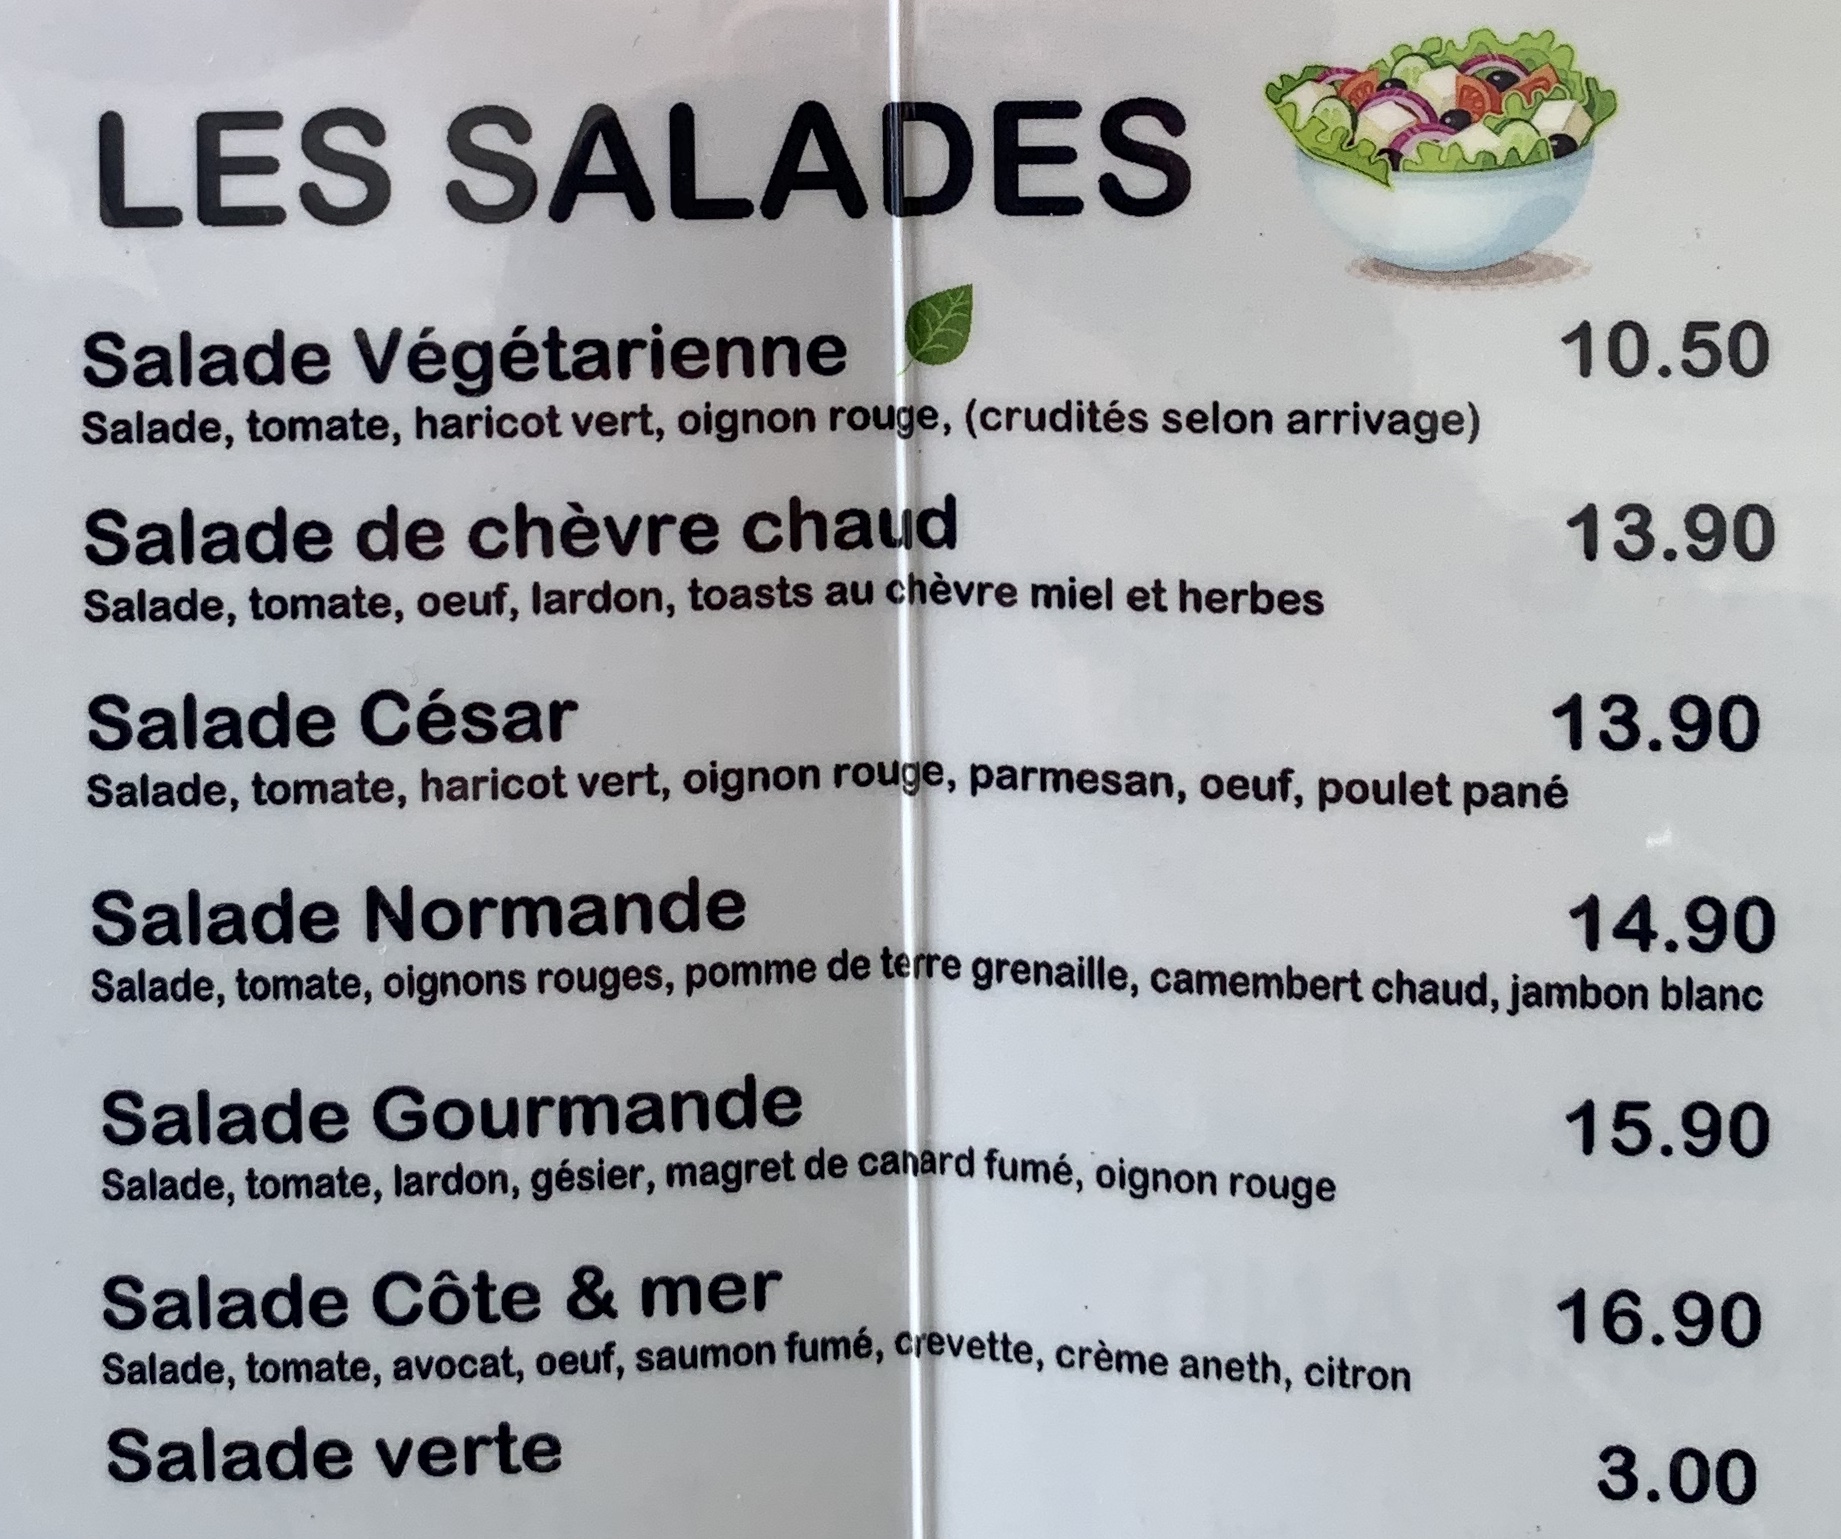 LES SALADES
Salade Végétarienne 10.50
Salade, tomate, haricot vert, oignon rouge, (crudités selon arrivage)
Salade de chèvre chaud 13.90
Salade, tomate, oeuf, lardon, toasts au chèvre miel et herbes
Salade César 13.90
Salade, tomate, haricot vert, oignon rouge, parmesan, oeuf, poulet pané
Salade Normande 14.90
Salade, tomate, oignons rouges, pomme de terre grenaille, camembert chaud, jambon blanc
Salade Gourmande 15.90
Salade, tomate, lardon, gésier, magret de canard fumé, oignon rouge
Salade Côte & mer 16.90
Salade, tomate, avocat, oeuf, saumon fumé, crevette, crème aneth, citron
Salade verte 3.00